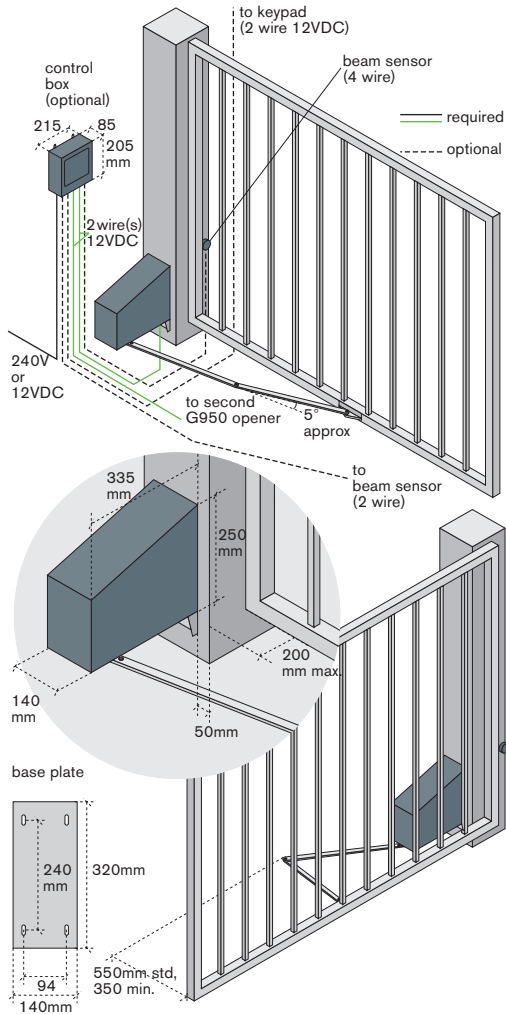 to keypad
(2 wire 12VDC)
beam sensor
(4 wire)
control
box
(optional)
required
optional
215
85
205
mm
2wire(s)
12VDC
240V
or
12VDC
to second
G950 opener
5°
approx
to
beam sensor
(2 wire)
335
mm
250
mm
200
mm max.
140
mm
50mm
base plate
240
mm
320mm
94
140mm
550mm std,
350 min.